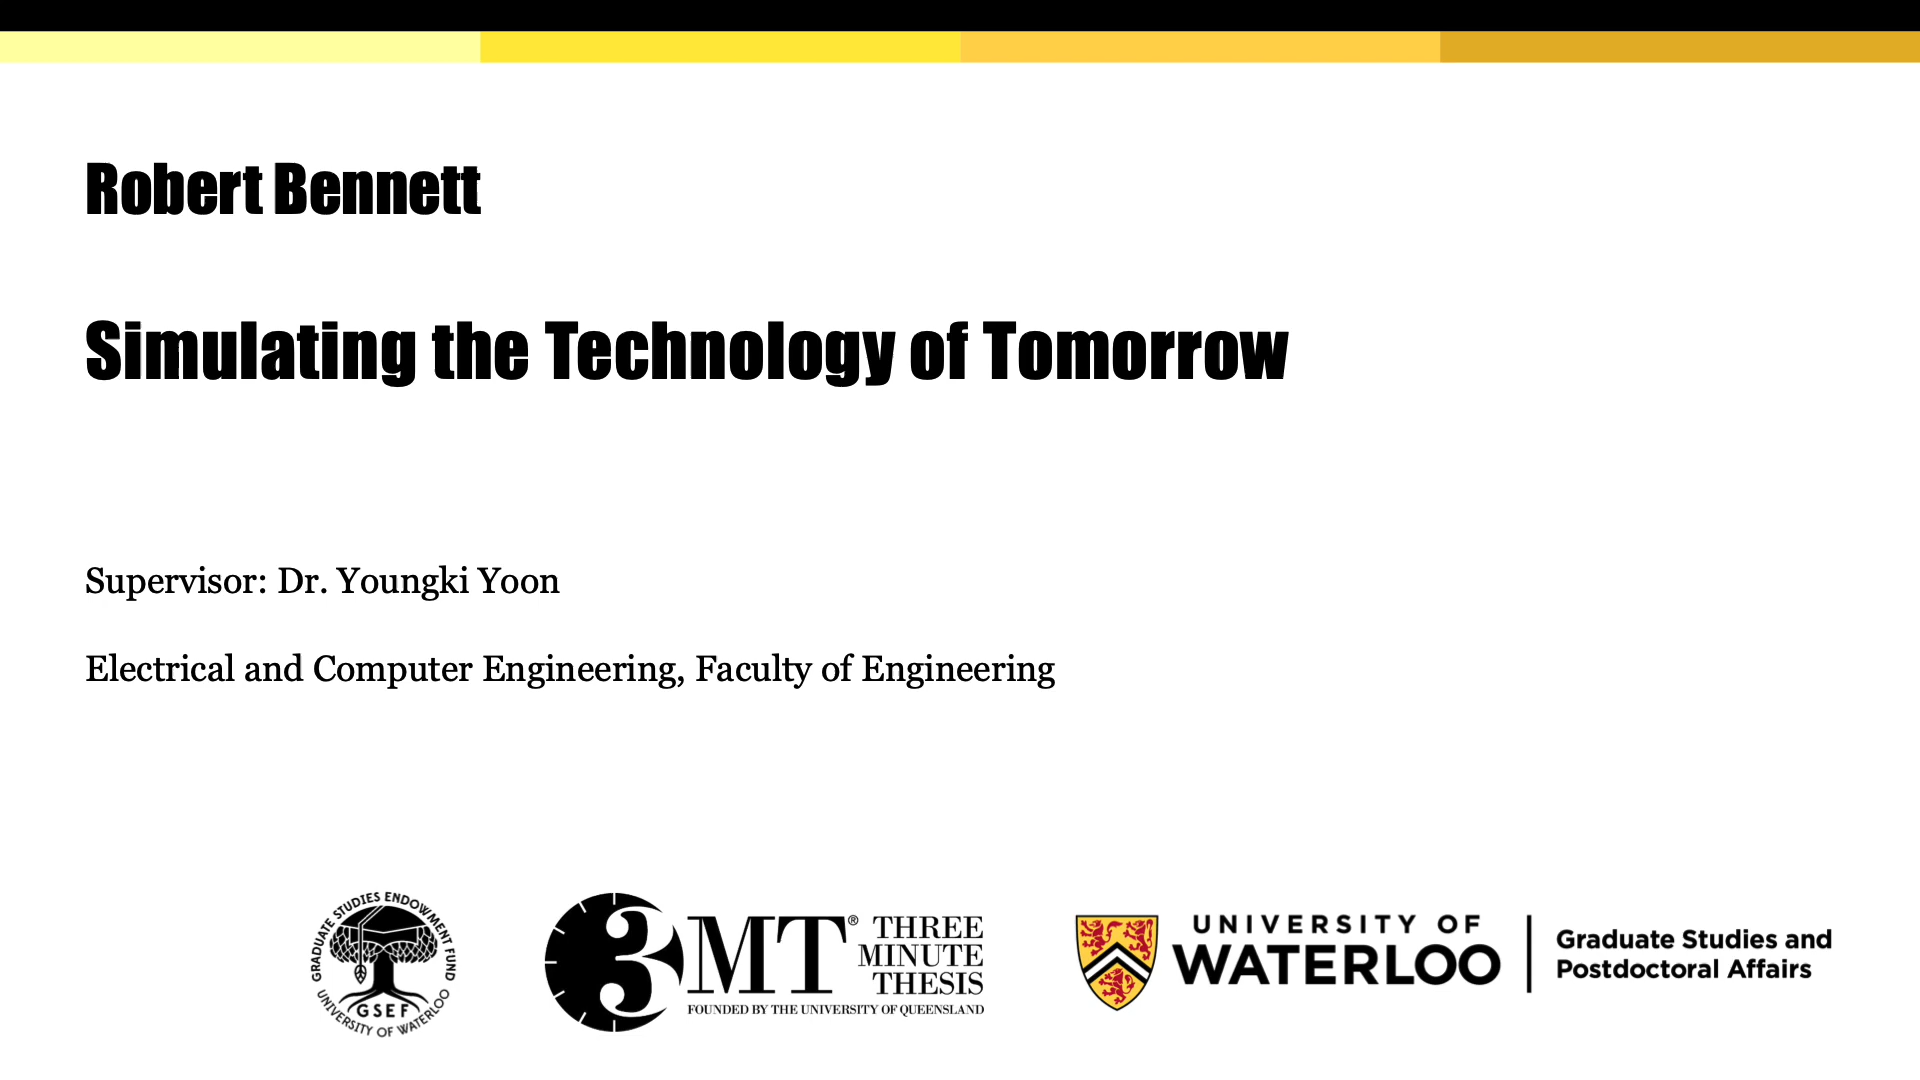 Robert Bennett
Simulating the Technology of Tomorrow
Supervisor: Dr. Youngki Yoon
Electrical and Computer Engineering, Faculty of Engineering
GRADUATE STUDIES ENDOWMENT FUND
GSEF
UNIVERSITY OF WATERLOO
3MT® THREE
MINUTE
THESIS
FOUNDED BY THE UNIVERSITY OF QUEENSLAND
UNIVERSITY OF
WATERLOO
Graduate Studies and
Postdoctoral Affairs